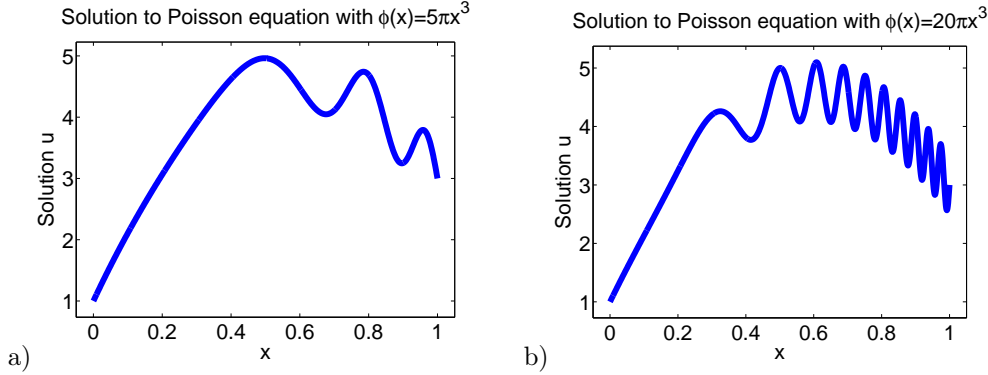 Solution to Poisson equation with ϕ(x)=5πx³
5
4
3
2
1
Solution u
0 0.2 0.4 0.6 0.8 1
x
a)
Solution to Poisson equation with ϕ(x)=20πx³
5
4
3
2
1
Solution u
0 0.2 0.4 0.6 0.8 1
x
b)